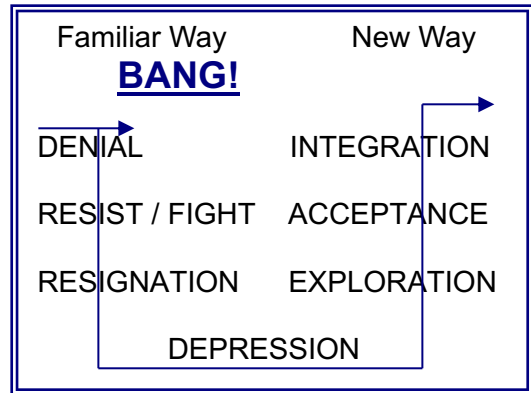 Familiar Way New Way
BANG!
DENIAL INTEGRATION
RESIST / FIGHT ACCEPTANCE
RESIGNATION EXPLORATION
DEPRESSION